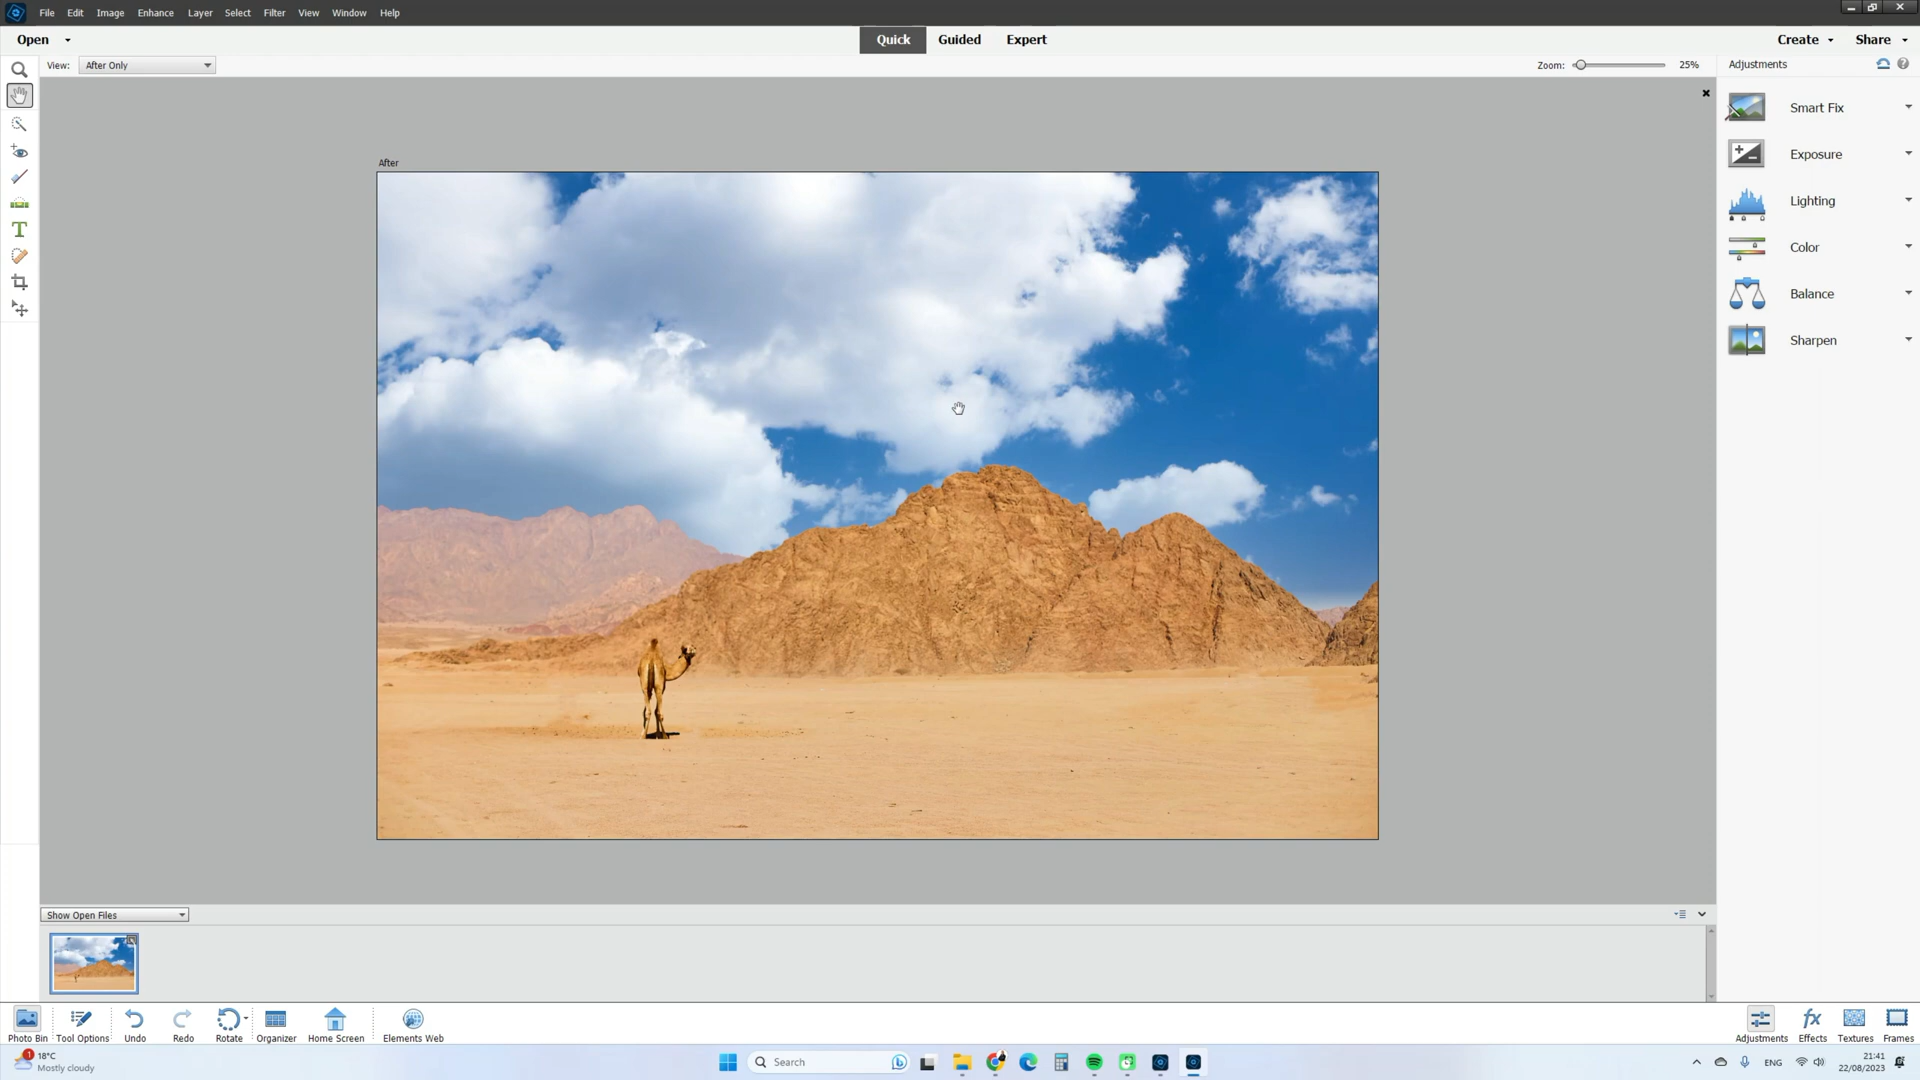 File Edit Image Enhance Layer Select Filter View Window Help
Open Quick Guided Expert Create Share
View: After Only Zoom: 25% Adjustments
After
Smart Fix
Exposure
Lighting
Color
Balance
Sharpen
Show Open Files
Photo Bin Tool Options Undo Redo Rotate Organizer Home Screen Elements Web Adjustments Effects Textures Frames
1 18°C
Mostly cloudy
Search
ENG
21:41
22/08/2023